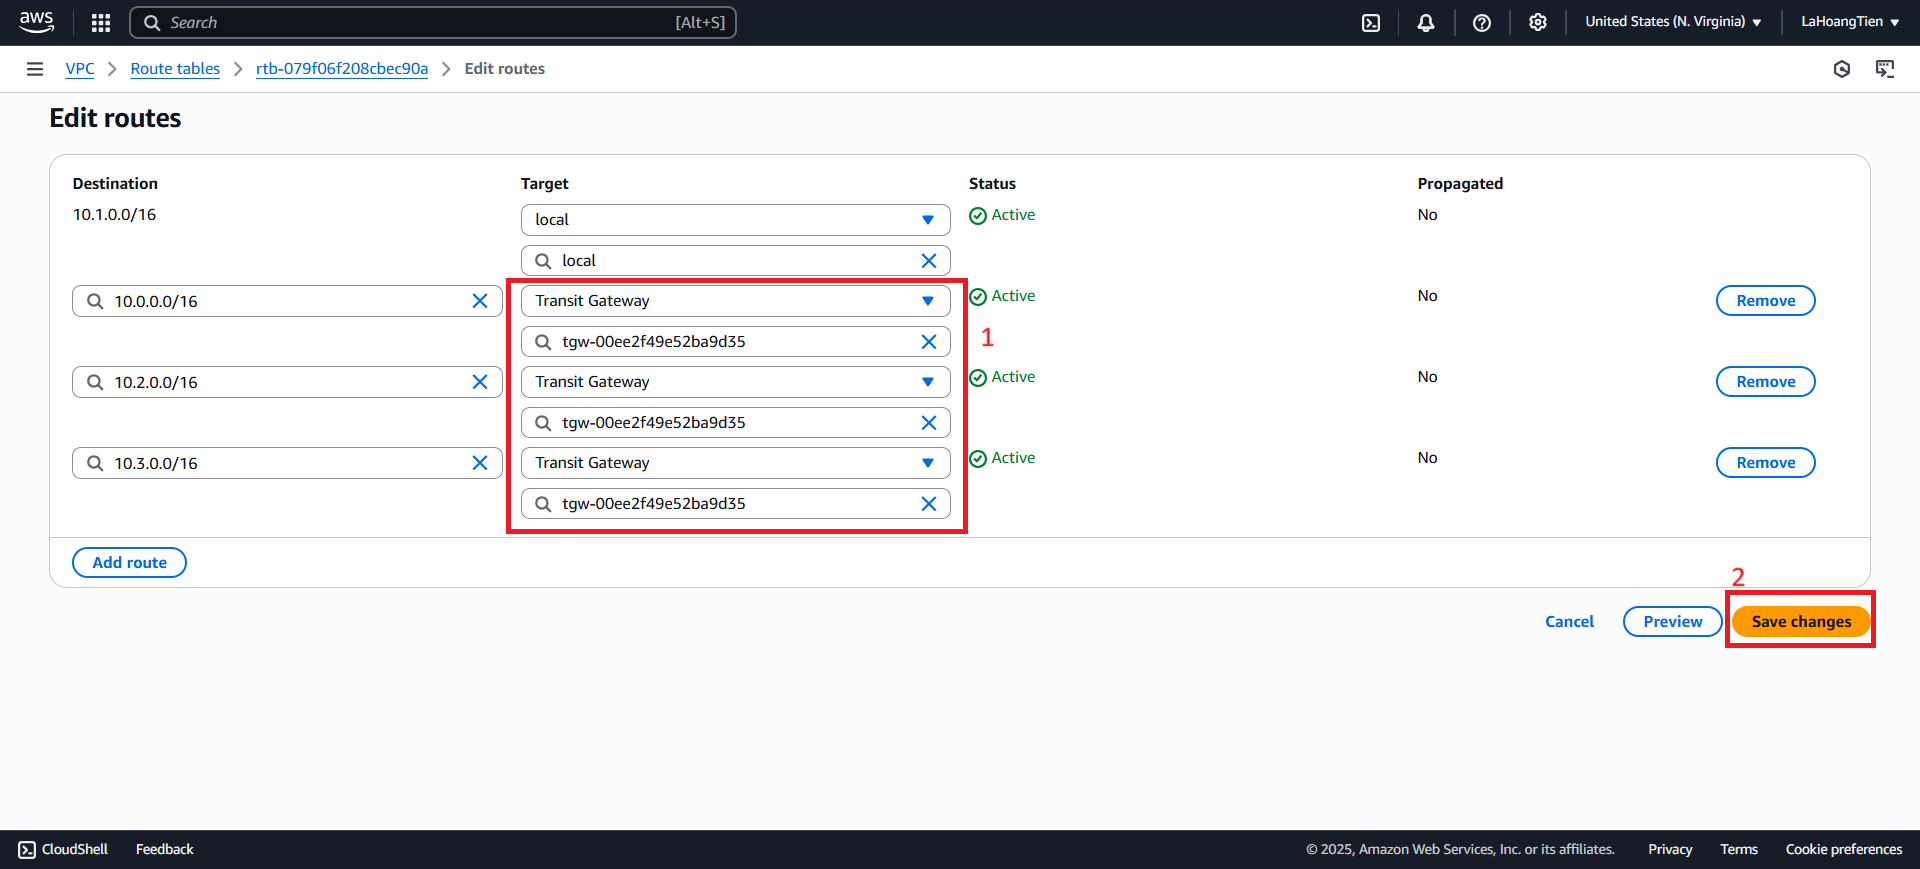 aws
Search [Alt+S]
United States (N. Virginia)
LaHoangTien
VPC
Route tables
rtb-079f06f208cbec90a
Edit routes
Edit routes
Destination Target Status Propagated
10.1.0.0/16 local Active No
local
10.0.0.0/16 Transit Gateway Active No Remove
tgw-00ee2f49e52ba9d35 1
10.2.0.0/16 Transit Gateway Active No Remove
tgw-00ee2f49e52ba9d35
10.3.0.0/16 Transit Gateway Active No Remove
tgw-00ee2f49e52ba9d35
Add route
2
Cancel Preview Save changes
CloudShell Feedback © 2025, Amazon Web Services, Inc. or its affiliates. Privacy Terms Cookie preferences